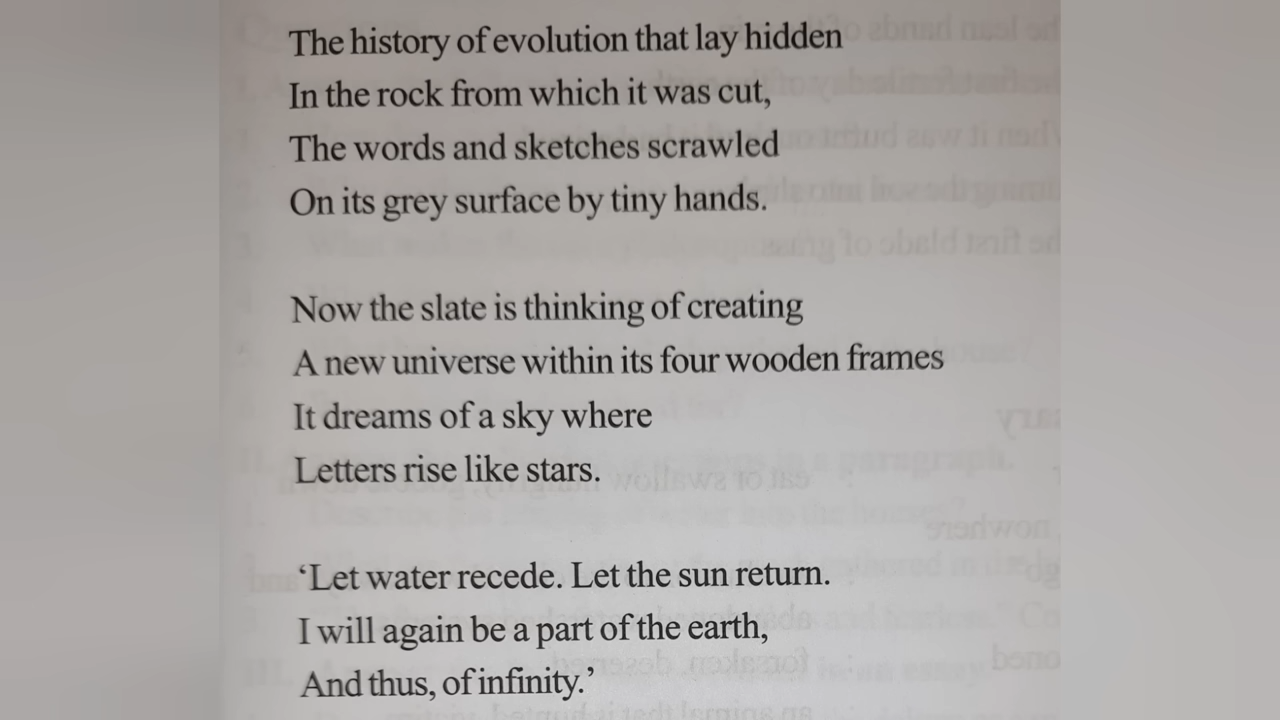 The history of evolution that lay hidden
In the rock from which it was cut,
The words and sketches scrawled
On its grey surface by tiny hands.
Now the slate is thinking of creating
A new universe within its four wooden frames
It dreams of a sky where
Letters rise like stars.
‘Let water recede. Let the sun return.
I will again be a part of the earth,
And thus, of infinity.’